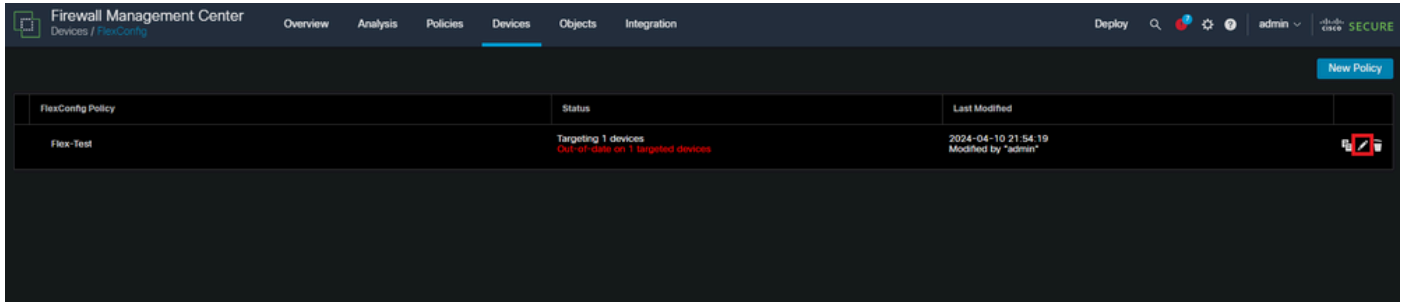 Firewall Management Center
Devices / FlexConfig
Overview Analysis Policies Devices Objects Integration
Deploy admin cisco SECURE
New Policy
FlexConfig Policy Status Last Modified
Flex-Test Targeting 1 devices 2024-04-10 21:54:19
Out-of-date on 1 targeted devices Modified by "admin"